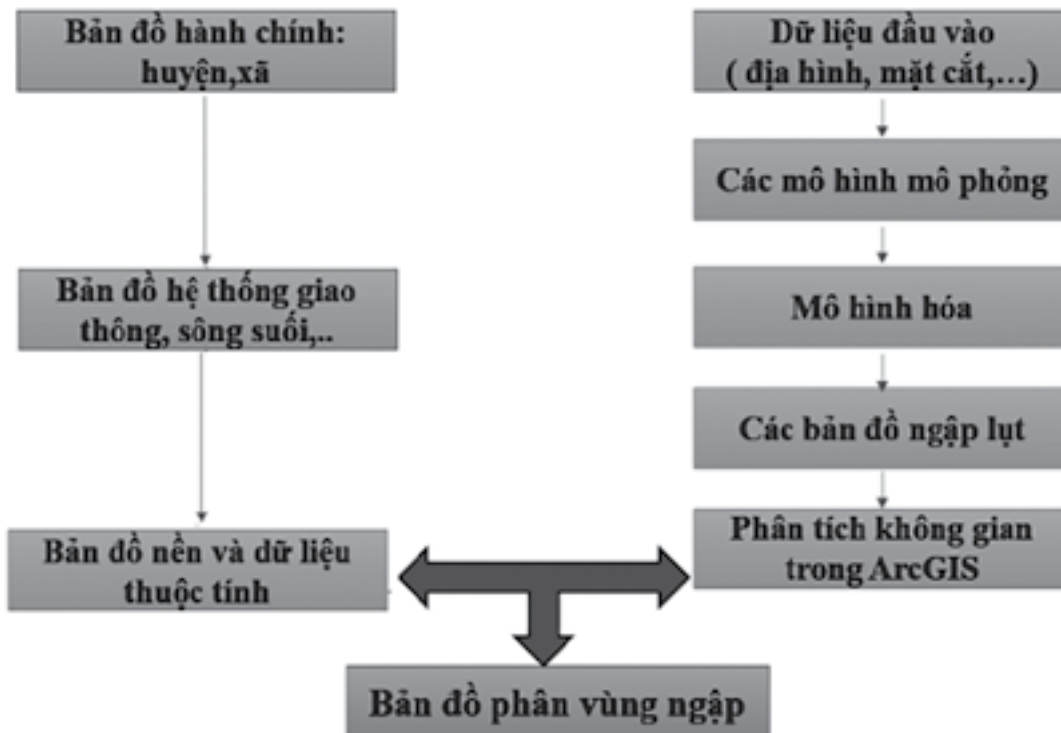 Bản đồ hành chính:
huyện,xã
Bản đồ hệ thống giao
thông, sông suối,..
Bản đồ nền và dữ liệu
thuộc tính
Dữ liệu đầu vào
( địa hình, mặt cắt,...)
Các mô hình mô phỏng
Mô hình hóa
Các bản đồ ngập lụt
Phân tích không gian
trong ArcGIS
Bản đồ phân vùng ngập